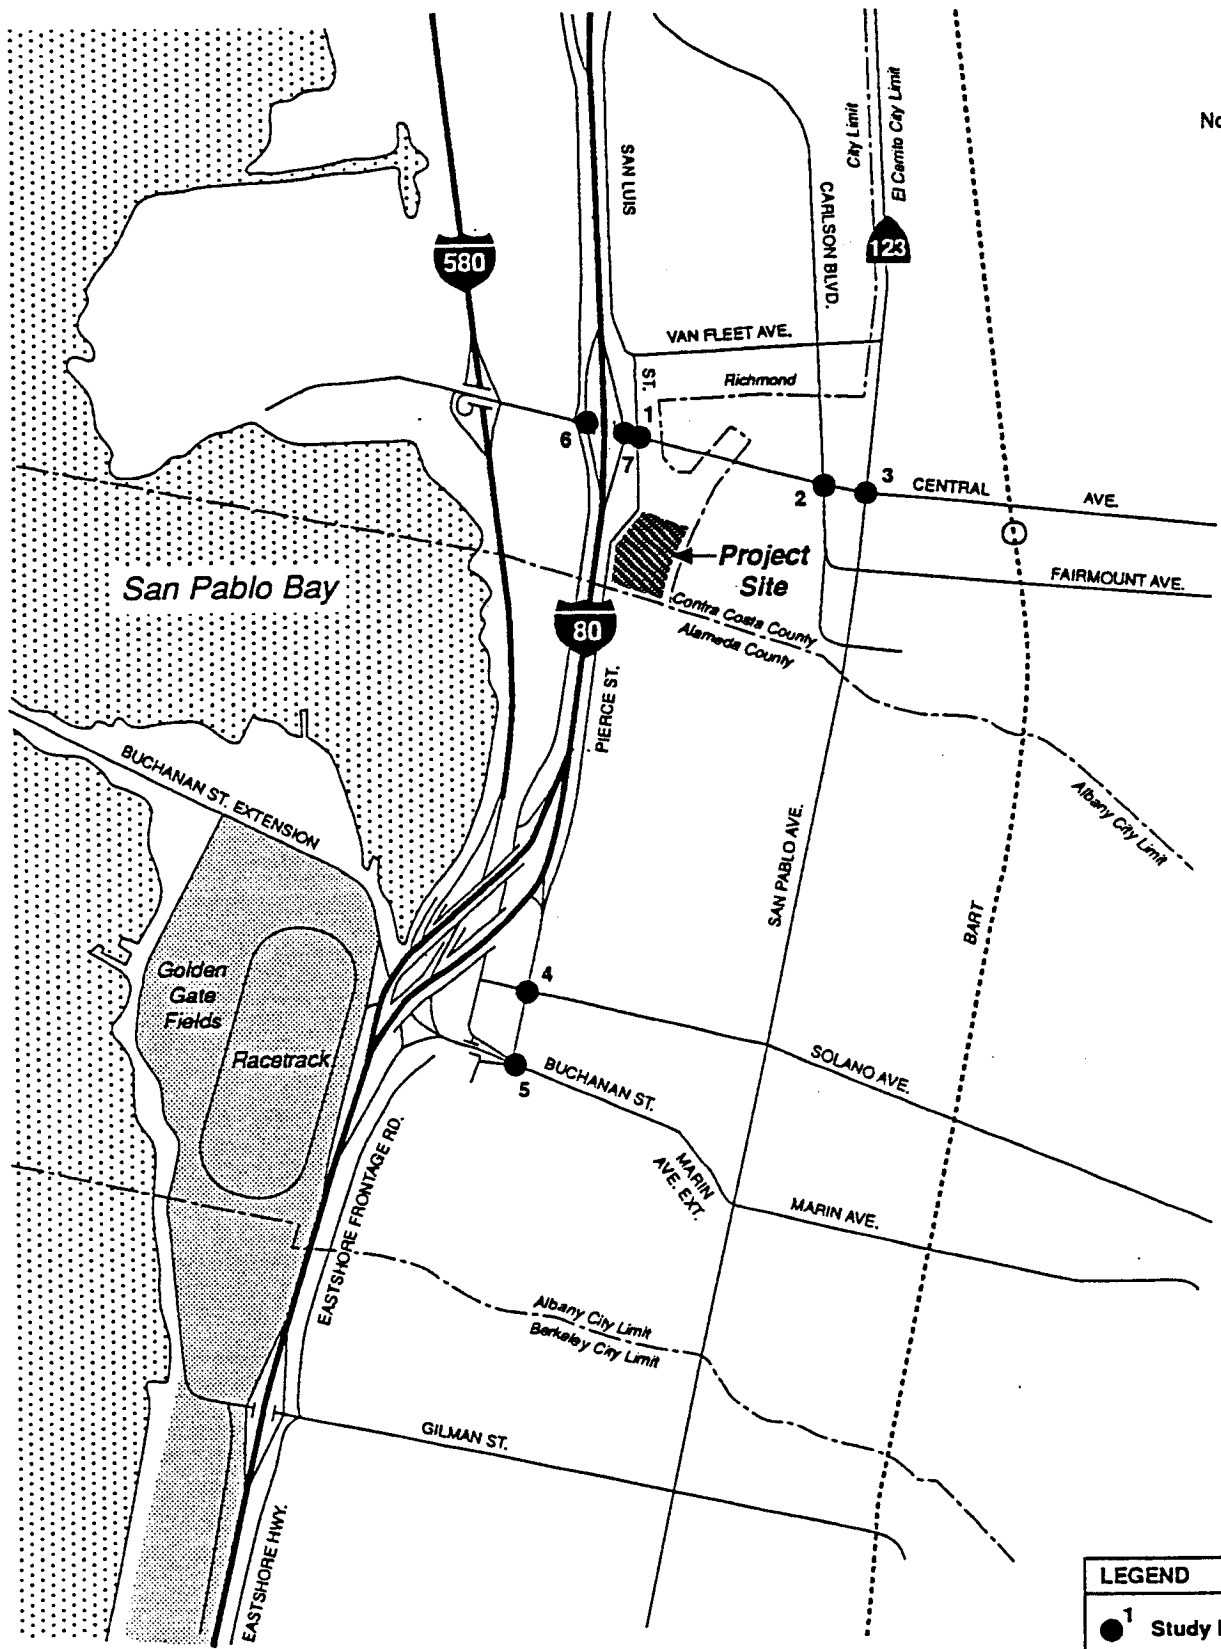 No
City Limit
El Cerrito City Limit
SAN LUIS
ST.
CARLSON BLVD.
123
580
VAN FLEET AVE.
Richmond
1
6
7
2
3
CENTRAL AVE.
Project
Site
FAIRMOUNT AVE.
San Pablo Bay
80
Contra Costa County
Alameda County
PIERCE ST.
BUCHANAN ST. EXTENSION
SAN PABLO AVE.
Albany City Limit
BART
Golden
Gate
Fields
Racetrack
4
5
BUCHANAN ST.
SOLANO AVE.
MARIN
AVE. EXT.
MARIN AVE.
EASTSHORE FRONTAGE RD.
Albany City Limit
Berkeley City Limit
GILMAN ST.
EASTSHORE HWY.
LEGEND
1 Study